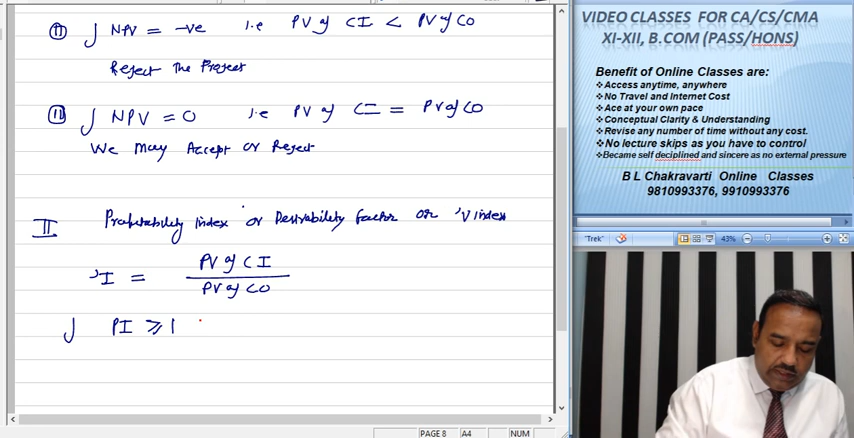 (II) if NPV = -ve i.e PV of CI < PV of CO
Reject the Project
(III) if NPV = 0 i.e PV of CI = PV of CO
We may Accept or Reject
II Profitability Index or Desirability Factor or PV index
PI = PV of CI
PV of CO
if PI ⩾ 1
PAGE 8 A4 NUM
VIDEO CLASSES FOR CA/CS/CMA
XI-XII, B.COM (PASS/HONS)
Benefit of Online Classes are:
❖Access anytime, anywhere
❖No Travel and Internet Cost
❖Ace at your own pace
❖Conceptual Clarity & Understanding
❖Revise any number of time without any cost.
❖No lecture skips as you have to control
❖Became self deciplined and sincere as no external pressure
B L Chakravarti Online Classes
9810993376, 9910993376
"Trek" 43%